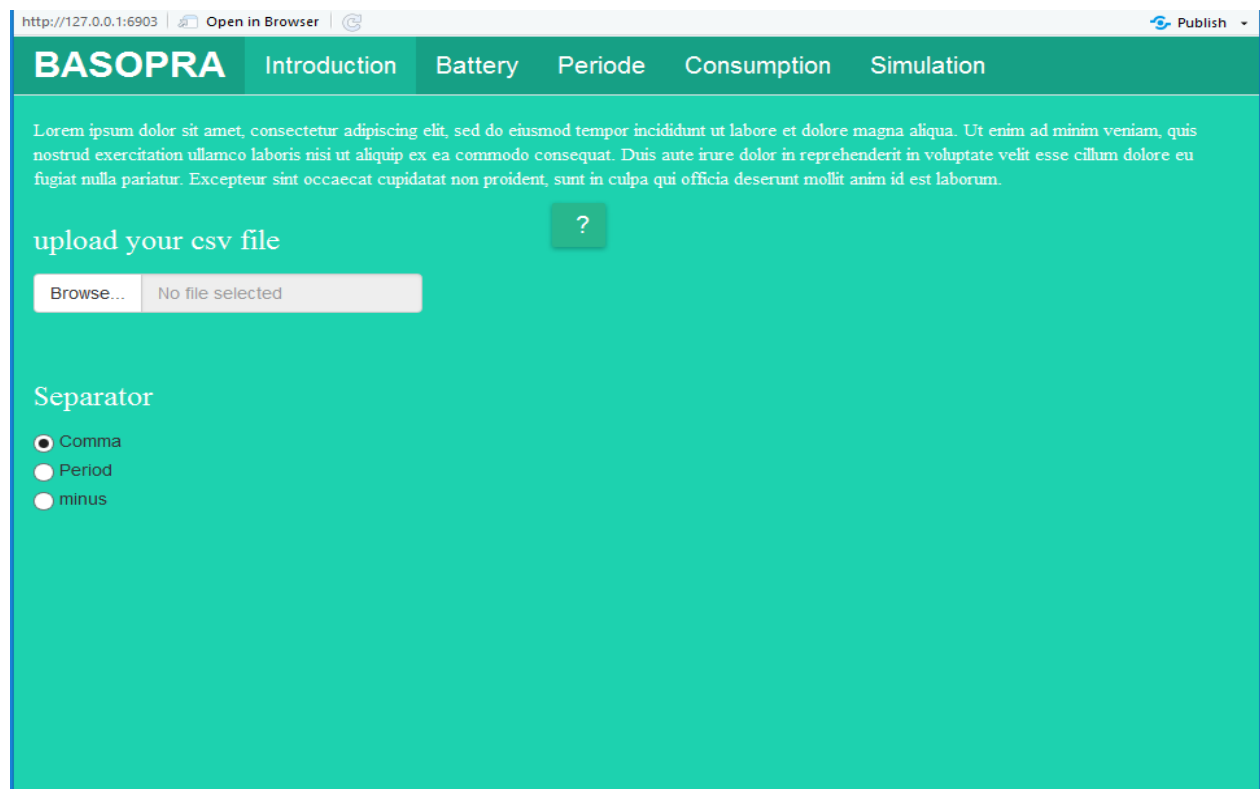 http://127.0.0.1:6903 Open in Browser Publish
BASOPRA Introduction Battery Periode Consumption Simulation
Lorem ipsum dolor sit amet, consectetur adipiscing elit, sed do eiusmod tempor incididunt ut labore et dolore magna aliqua. Ut enim ad minim veniam, quis
nostrud exercitation ullamco laboris nisi ut aliquip ex ea commodo consequat. Duis aute irure dolor in reprehenderit in voluptate velit esse cillum dolore eu
fugiat nulla pariatur. Excepteur sint occaecat cupidatat non proident, sunt in culpa qui officia deserunt mollit anim id est laborum.
?
upload your csv file
Browse... No file selected
Separator
Comma
Period
minus